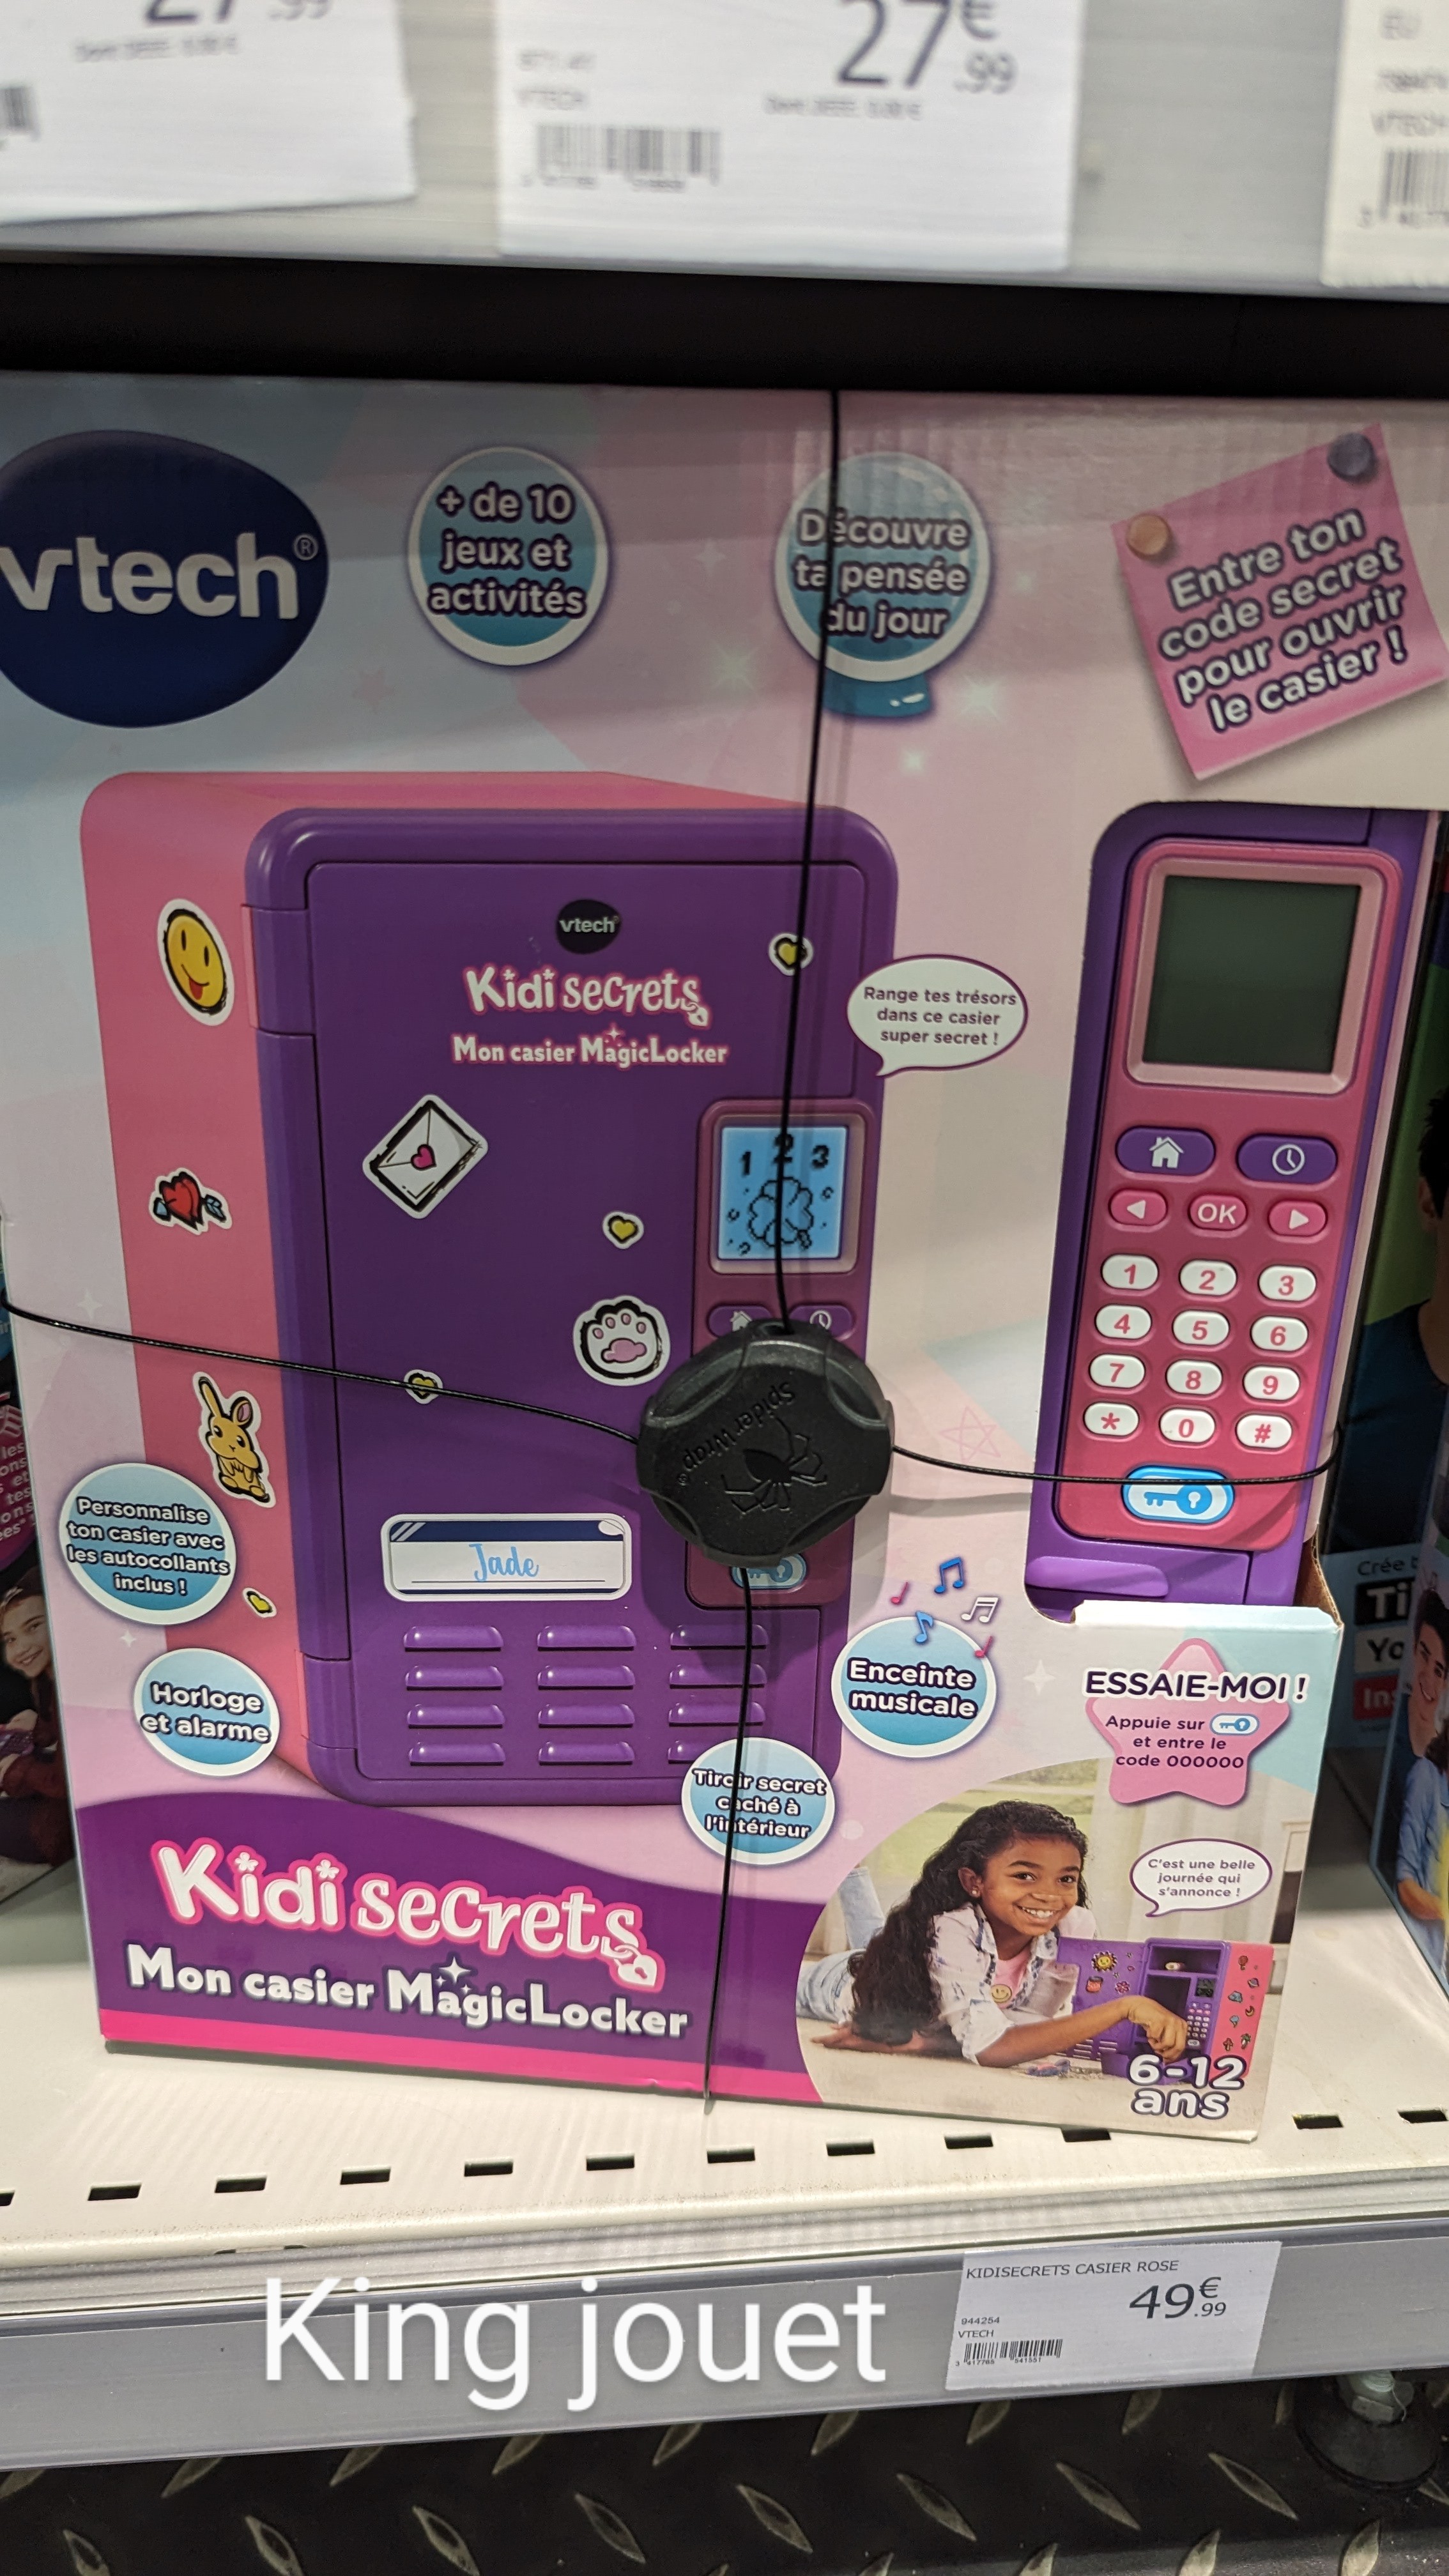 27€
.99
VTECH
vtech®
+ de 10
jeux et
activités
Découvre
ta pensée
du jour
Entre ton
code secret
pour ouvrir
le casier !
vtech
Kidi secrets
Mon casier MagicLocker
Range tes trésors
dans ce casier
super secret !
1 2 3
OK
1 2 3
4 5 6
7 8 9
* 0 #
Spider Wrap®
Jade
Personnalise
ton casier avec
les autocollants
inclus !
Horloge
et alarme
Enceinte
musicale
Tiroir secret
caché à
l'intérieur
ESSAIE-MOI !
Appuie sur
et entre le
code 000000
C'est une belle
journée qui
s'annonce !
Kidi secrets
Mon casier MagicLocker
6-12
ans
KIDISECRETS CASIER ROSE
49€
.99
944254
VTECH
3 417765 541551
King jouet